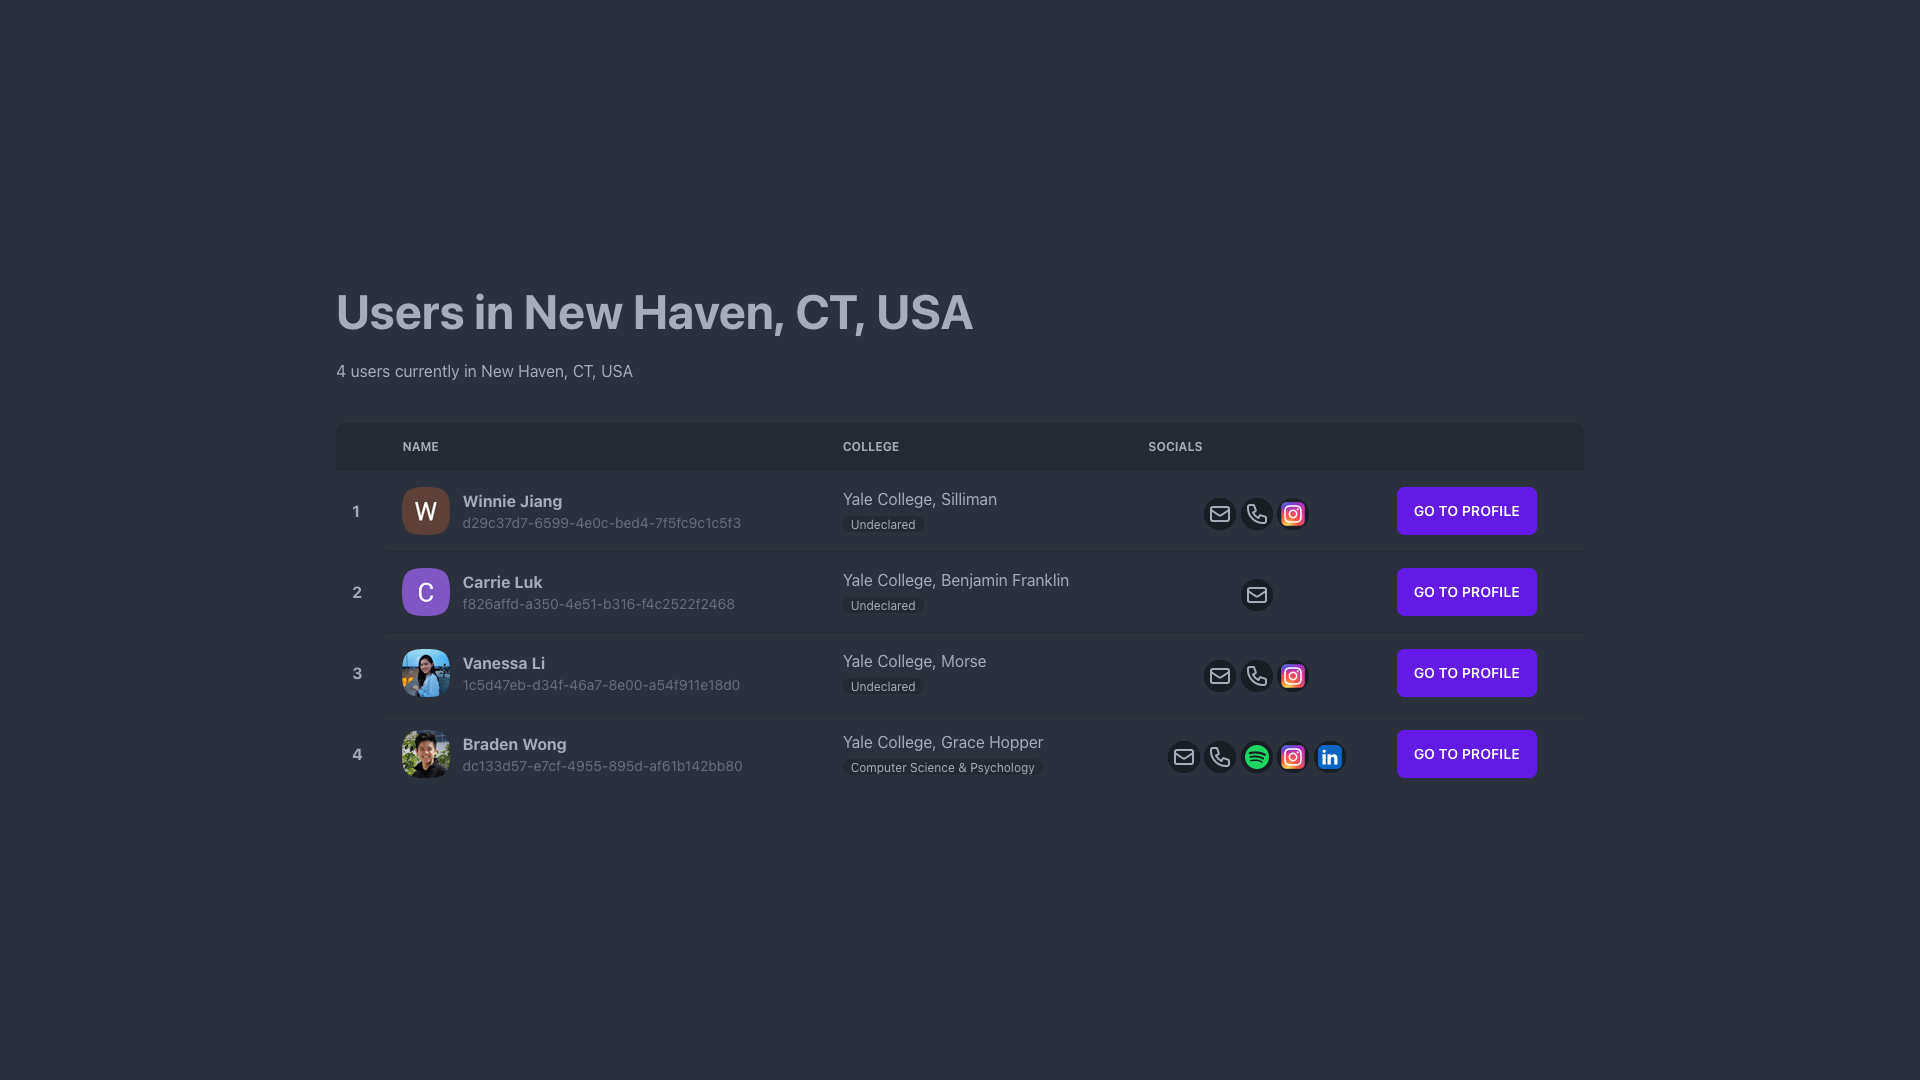 Users in New Haven, CT, USA
4 users currently in New Haven, CT, USA
NAME COLLEGE SOCIALS
1 W Winnie Jiang Yale College, Silliman GO TO PROFILE
d29c37d7-6599-4e0c-bed4-7f5fc9c1c5f3 Undeclared
2 C Carrie Luk Yale College, Benjamin Franklin GO TO PROFILE
f826affd-a350-4e51-b316-f4c2522f2468 Undeclared
3 Vanessa Li Yale College, Morse GO TO PROFILE
1c5d47eb-d34f-46a7-8e00-a54f911e18d0 Undeclared
4 Braden Wong Yale College, Grace Hopper in GO TO PROFILE
dc133d57-e7cf-4955-895d-af61b142bb80 Computer Science & Psychology